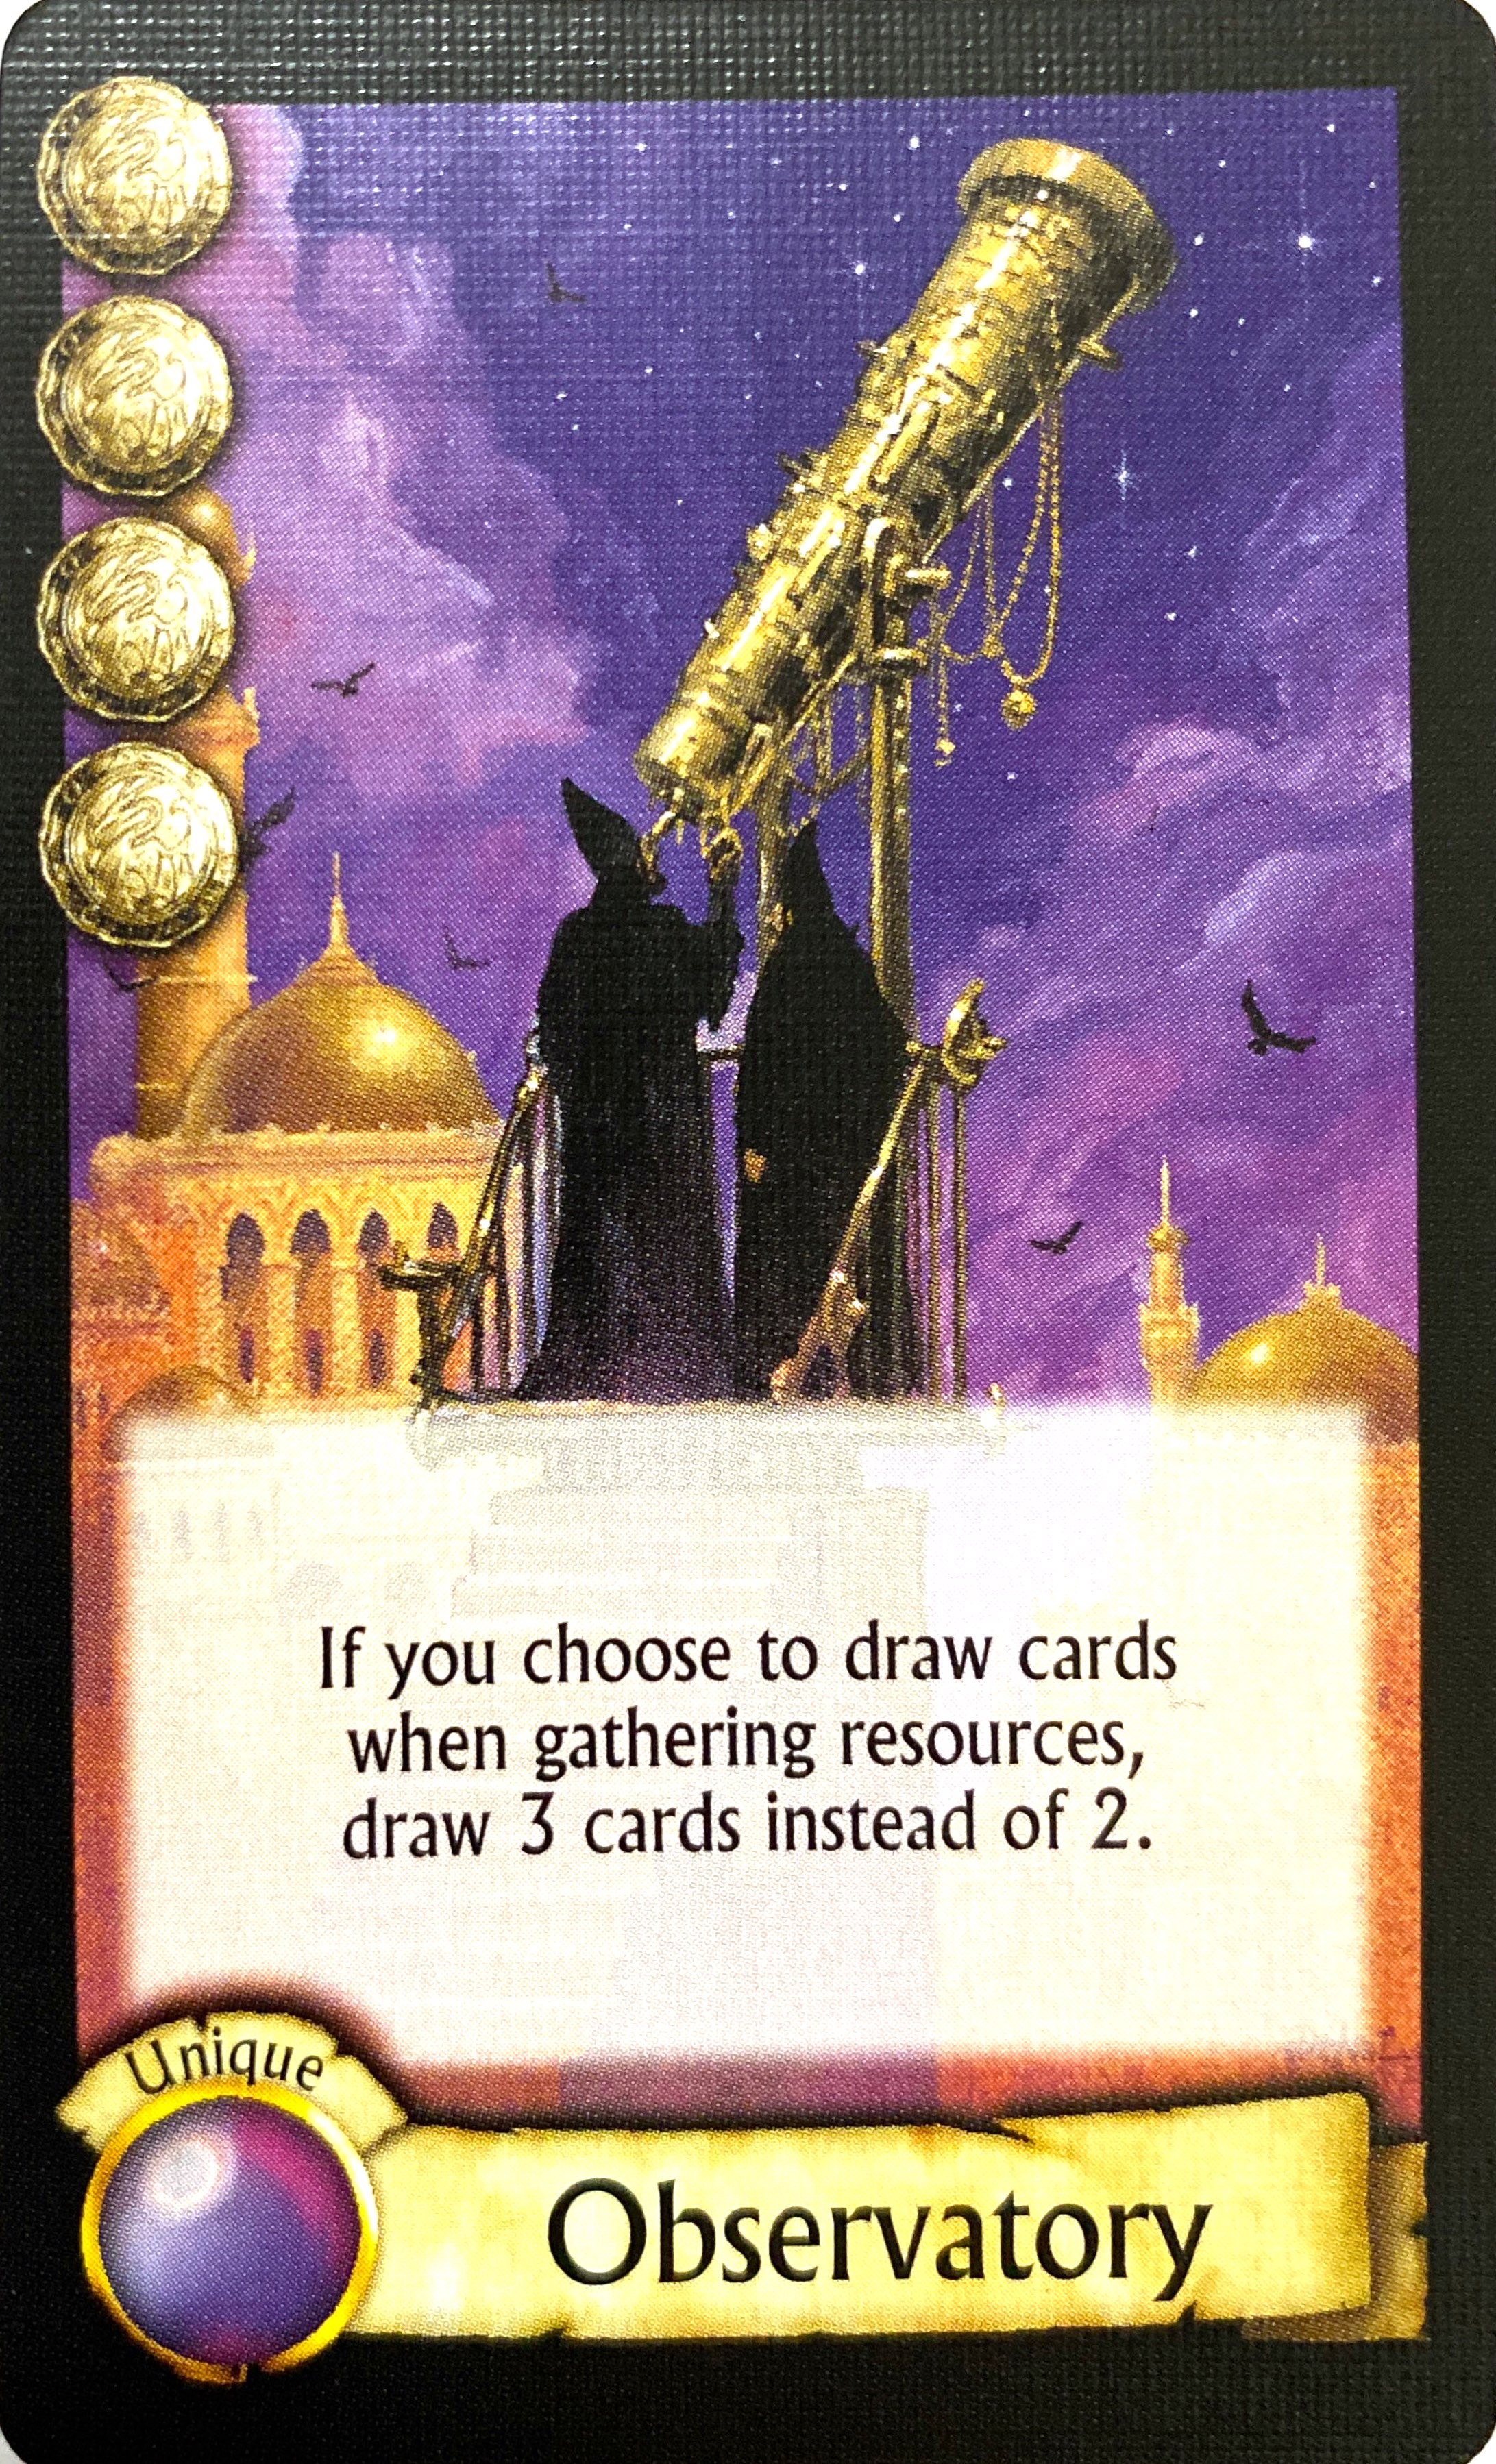 If you choose to draw cards
when gathering resources,
draw 3 cards instead of 2.
Unique
Observatory